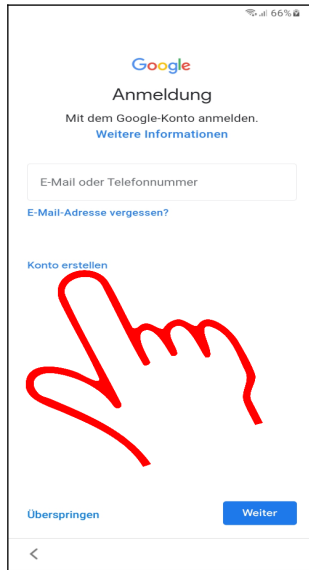 66%
Google
Anmeldung
Mit dem Google-Konto anmelden.
Weitere Informationen
E-Mail oder Telefonnummer
E-Mail-Adresse vergessen?
Konto erstellen
Überspringen
Weiter